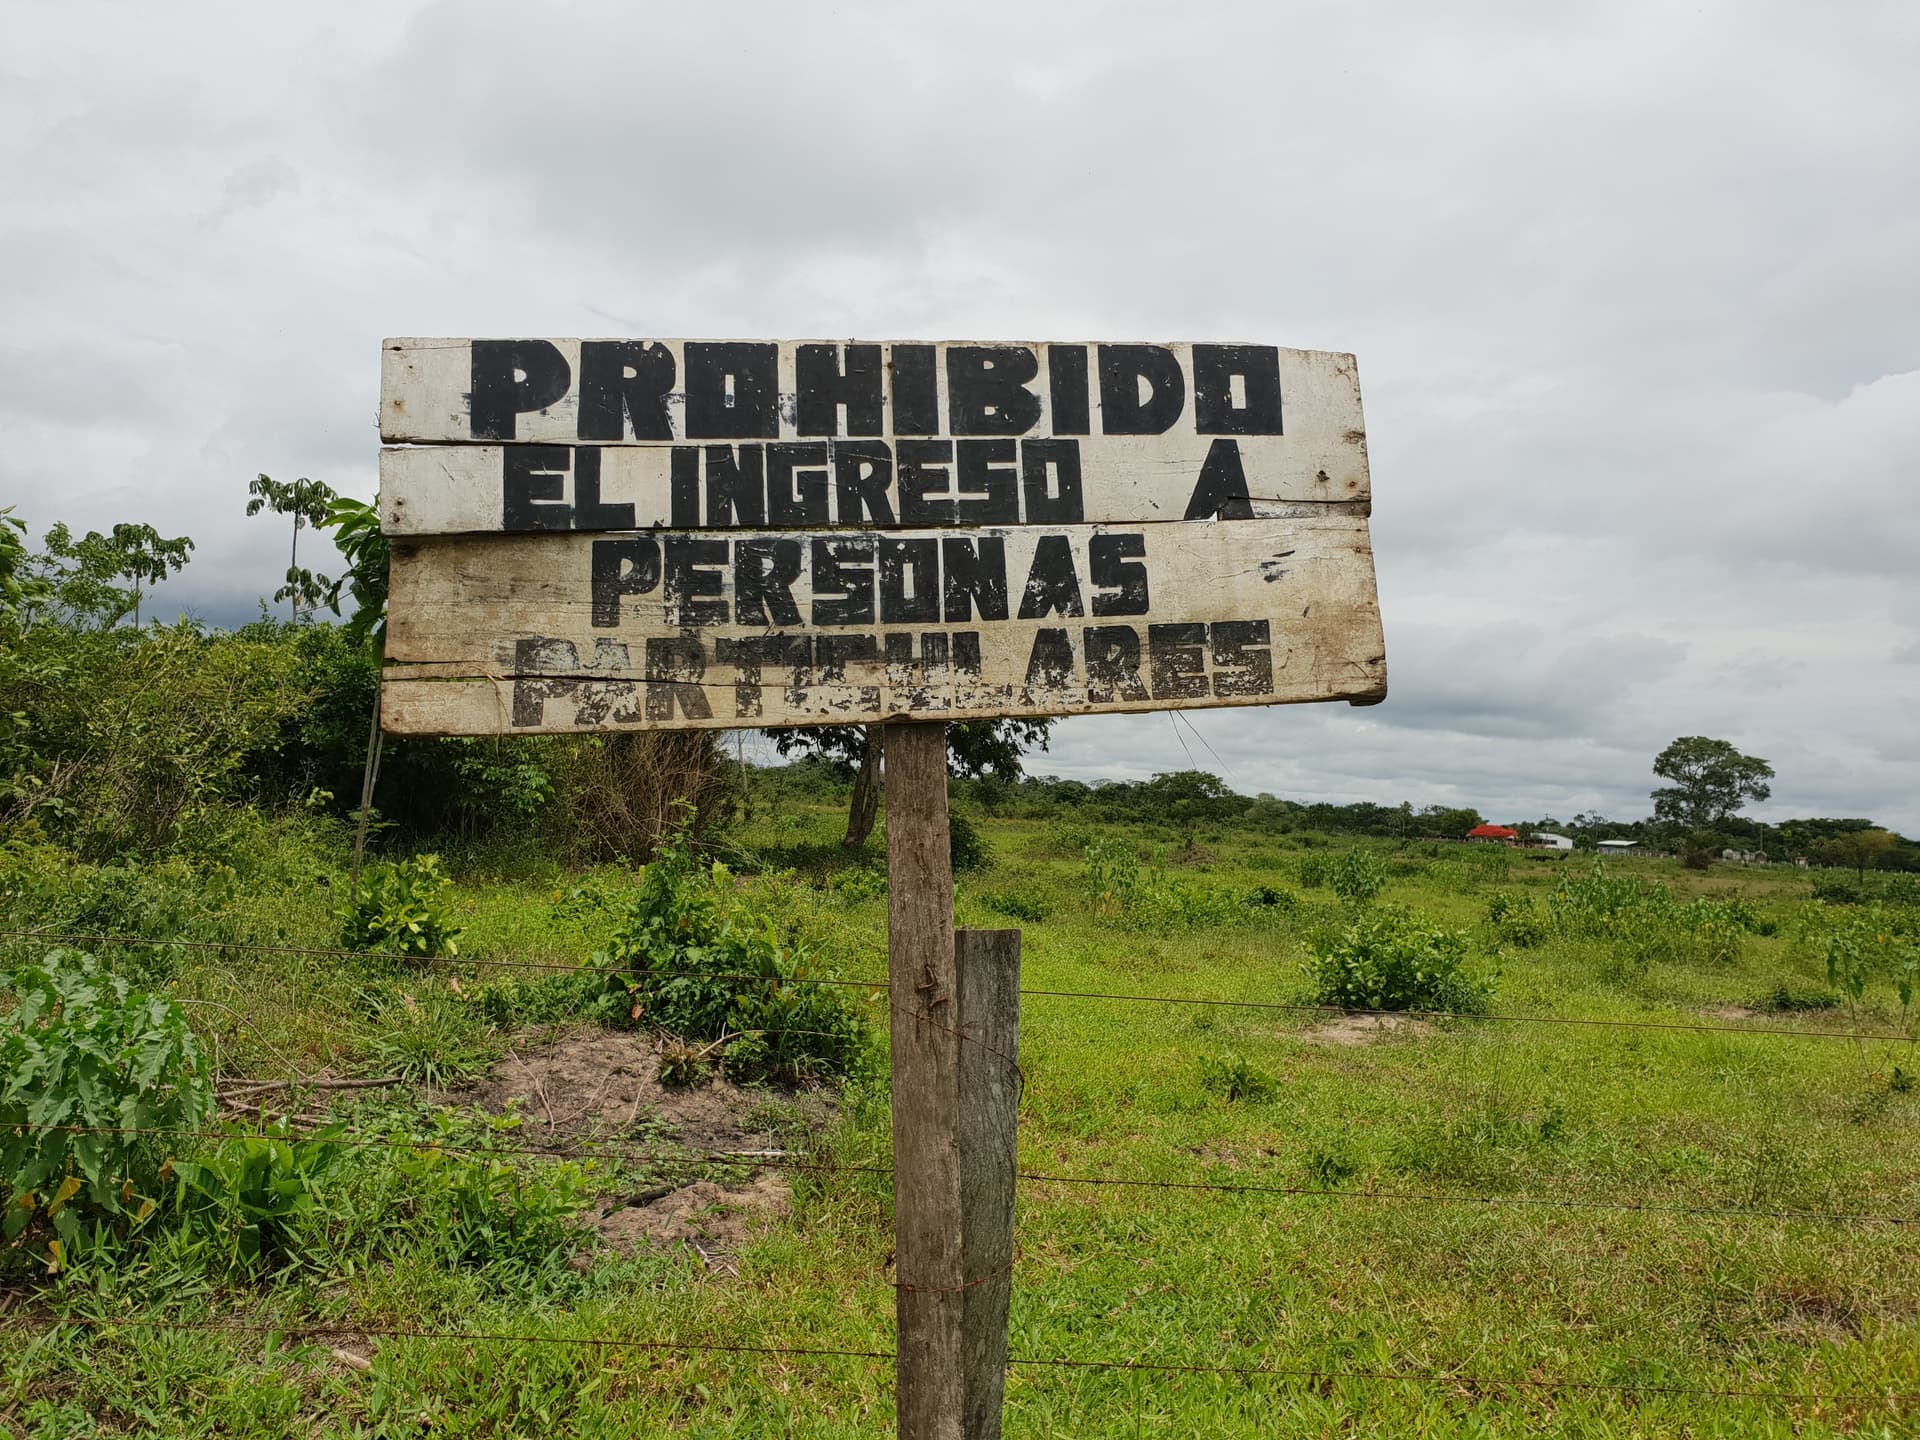 PROHIBIDO
EL INGRESO A
PERSONAS
PARTICULARES